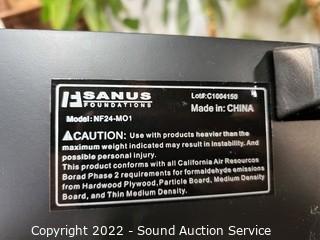 SANUS
FOUNDATIONS
Lot#:C1004150
Model: NF24-MO1
Made in: CHINA
CAUTION: Use with products heavier than the
maximum weight indicated may result in instability. And
possible personal injury.
This product conforms with all California Air Resources
Borad Phase 2 requirements for formaldehyde emissions
from Hardwood Plywood,Particle Board, Medium Density
Board, and Thin Medium Density.
Copyright 2022 - Sound Auction Service